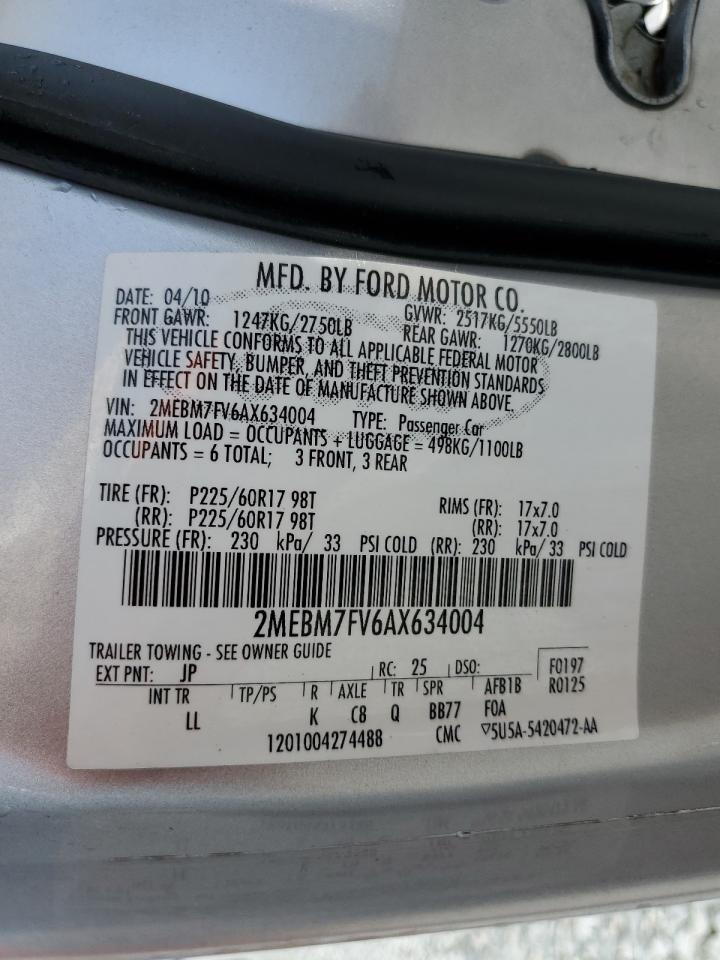 MFD. BY FORD MOTOR CO.
DATE: 04/10 GVWR: 2517KG/5550LB
FRONT GAWR: 1247KG/2750LB REAR GAWR: 1270KG/2800LB
THIS VEHICLE CONFORMS TO ALL APPLICABLE FEDERAL MOTOR
VEHICLE SAFETY, BUMPER, AND THEFT PREVENTION STANDARDS
IN EFFECT ON THE DATE OF MANUFACTURE SHOWN ABOVE.
VIN: 2MEBM7FV6AX634004 TYPE: Passenger Car
MAXIMUM LOAD = OCCUPANTS + LUGGAGE = 498KG/1100LB
OCCUPANTS = 6 TOTAL; 3 FRONT, 3 REAR
TIRE (FR): P225/60R17 98T RIMS (FR): 17x7.0
(RR): P225/60R17 98T (RR): 17x7.0
PRESSURE (FR): 230 kPa/ 33 PSI COLD (RR): 230 kPa/ 33 PSI COLD
2MEBM7FV6AX634004
TRAILER TOWING - SEE OWNER GUIDE
EXT PNT: JP RC: 25 DSO: F0197
INT TR TP/PS R AXLE TR SPR AFB1B R0125
LL K C8 Q BB77 FOA
1201004274488 CMC ▽5U5A-5420472-AA